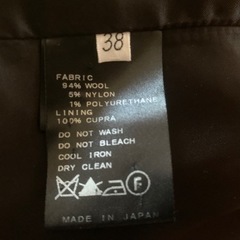 38
FABRIC
94% WOOL
5% NYLON
1% POLYURETHANE
LINING
100% CUPRA
DO NOT WASH
DO NOT BLEACH
COOL IRON
DRY CLEAN
F
MADE IN JAPAN